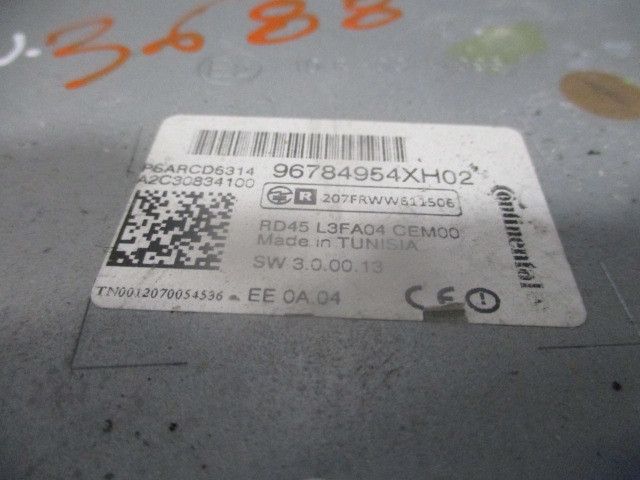 3688
PSARCD6314
96784954XH02
A2C30834100
R 207FRWW611506
RD45 L3FA04 CEM00
Made in TUNISIA
SW 3.0.00.13
TN0012070054536
EE 0A.04
CE
Continental